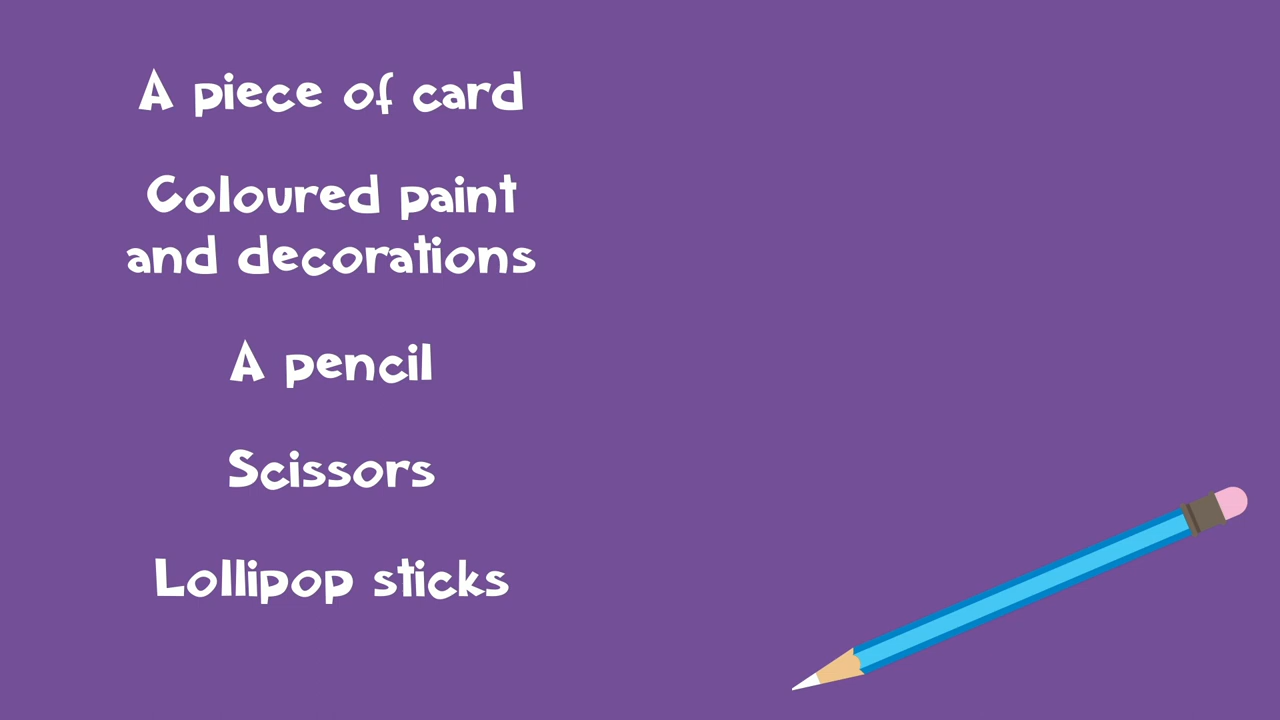 A piece of card
Coloured paint
and decorations
A pencil
Scissors
Lollipop sticks